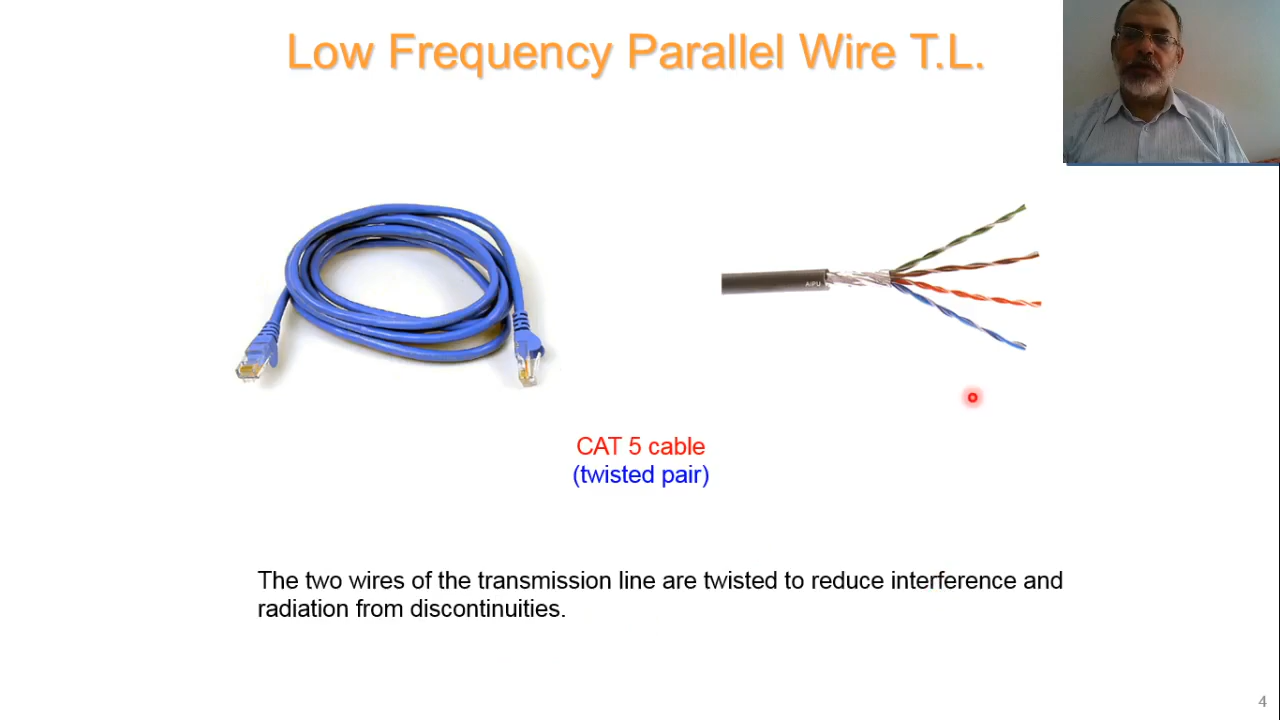 Low Frequency Parallel Wire T.L.
AIPU
CAT 5 cable
(twisted pair)
The two wires of the transmission line are twisted to reduce interference and
radiation from discontinuities.
4